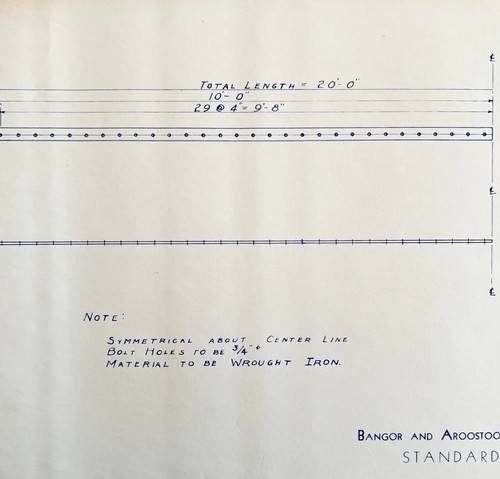 TOTAL LENGTH = 20'-0"
10'-0"
29 @ 4" = 9'-8"
NOTE:
SYMMETRICAL ABOUT CENTER LINE
BOLT HOLES TO BE 3/4" ⌀
MATERIAL TO BE WROUGHT IRON.
BANGOR AND AROOSTOO
STANDARD